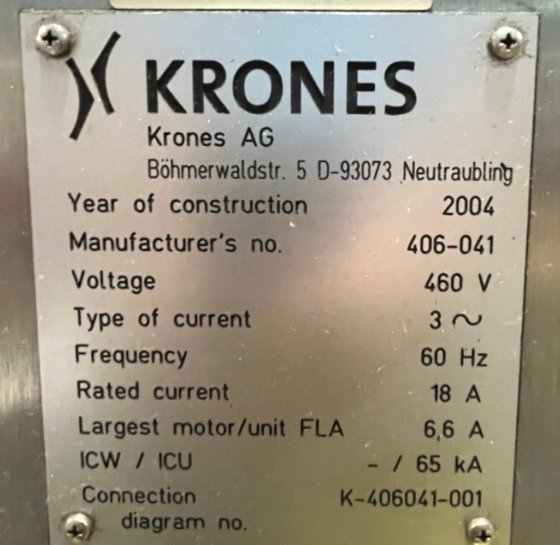 KRONES
Krones AG
Böhmerwaldstr. 5 D-93073 Neutraubling
Year of construction 2004
Manufacturer's no. 406-041
Voltage 460 V
Type of current 3 ~
Frequency 60 Hz
Rated current 18 A
Largest motor/unit FLA 6,6 A
ICW / ICU - / 65 kA
Connection K-406041-001
diagram no.